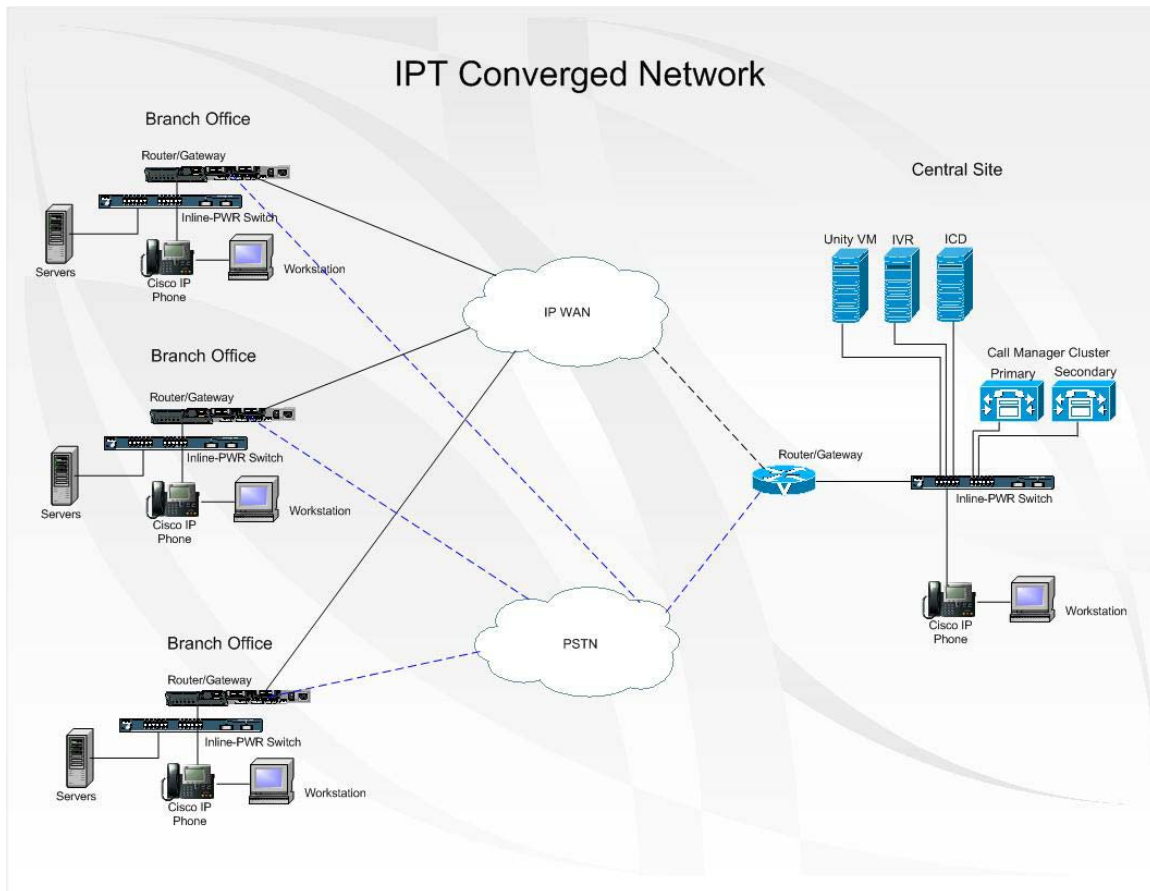 IPT Converged Network
Branch Office
Router/Gateway
Inline-PWR Switch
Servers
Cisco IP
Phone
Workstation
Branch Office
Router/Gateway
Inline-PWR Switch
Servers
Cisco IP
Phone
Workstation
Branch Office
Router/Gateway
Inline-PWR Switch
Servers
Cisco IP
Phone
Workstation
IP WAN
PSTN
Central Site
Unity VM
IVR
ICD
Call Manager Cluster
Primary
Secondary
Router/Gateway
Inline-PWR Switch
Cisco IP
Phone
Workstation